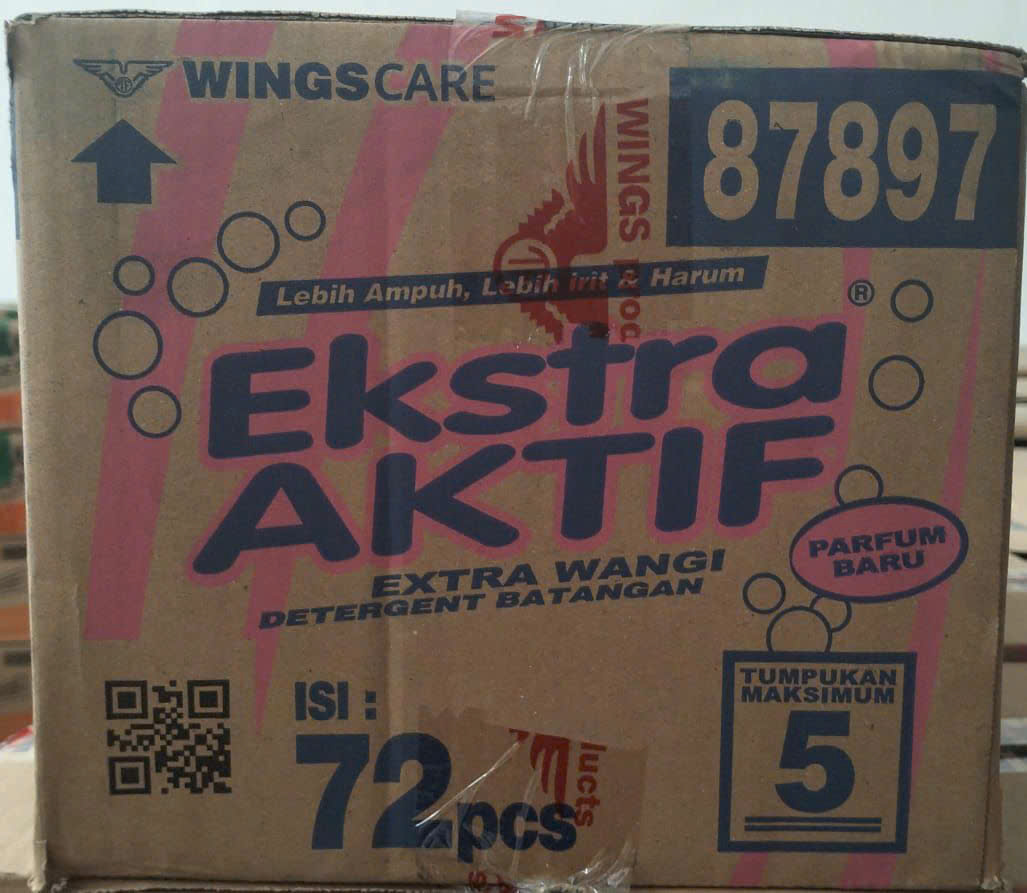 WINGSCARE
87897
WINGS
Lebih Ampuh, Lebih irit & Harum
®
Ekstra
AKTIF
EXTRA WANGI
DETERGENT BATANGAN
PARFUM
BARU
TUMPUKAN
MAKSIMUM
5
ISI :
72 pcs
ucts